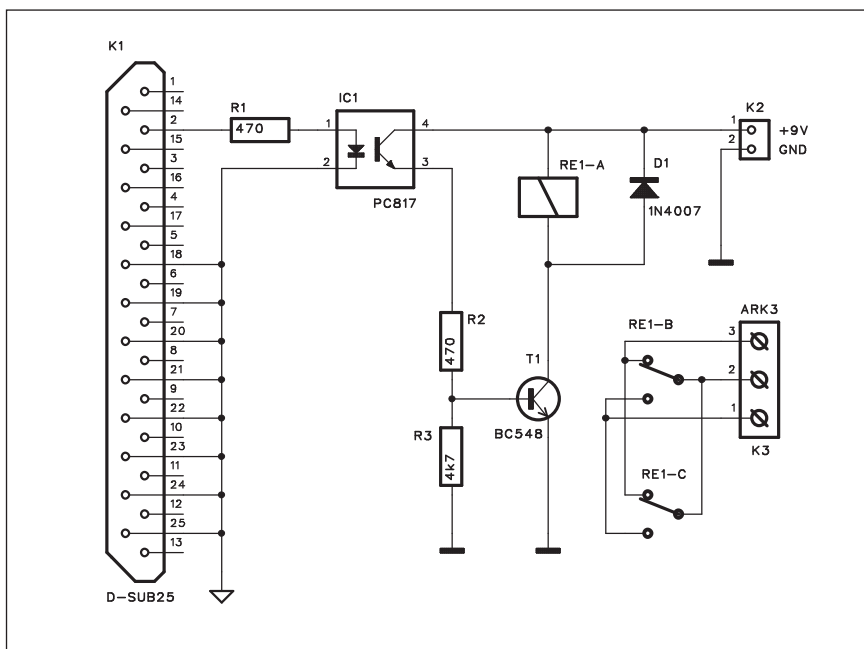 K1
1
14
2
15
3
16
4
17
5
18
6
19
7
20
8
21
9
22
10
23
11
24
12
25
13
D-SUB25
R1
470
IC1
1
2
4
3
PC817
RE1-A
D1
1N4007
K2
1
2
+9V
GND
R2
470
R3
4k7
T1
BC548
RE1-B
RE1-C
ARK3
3
2
1
K3